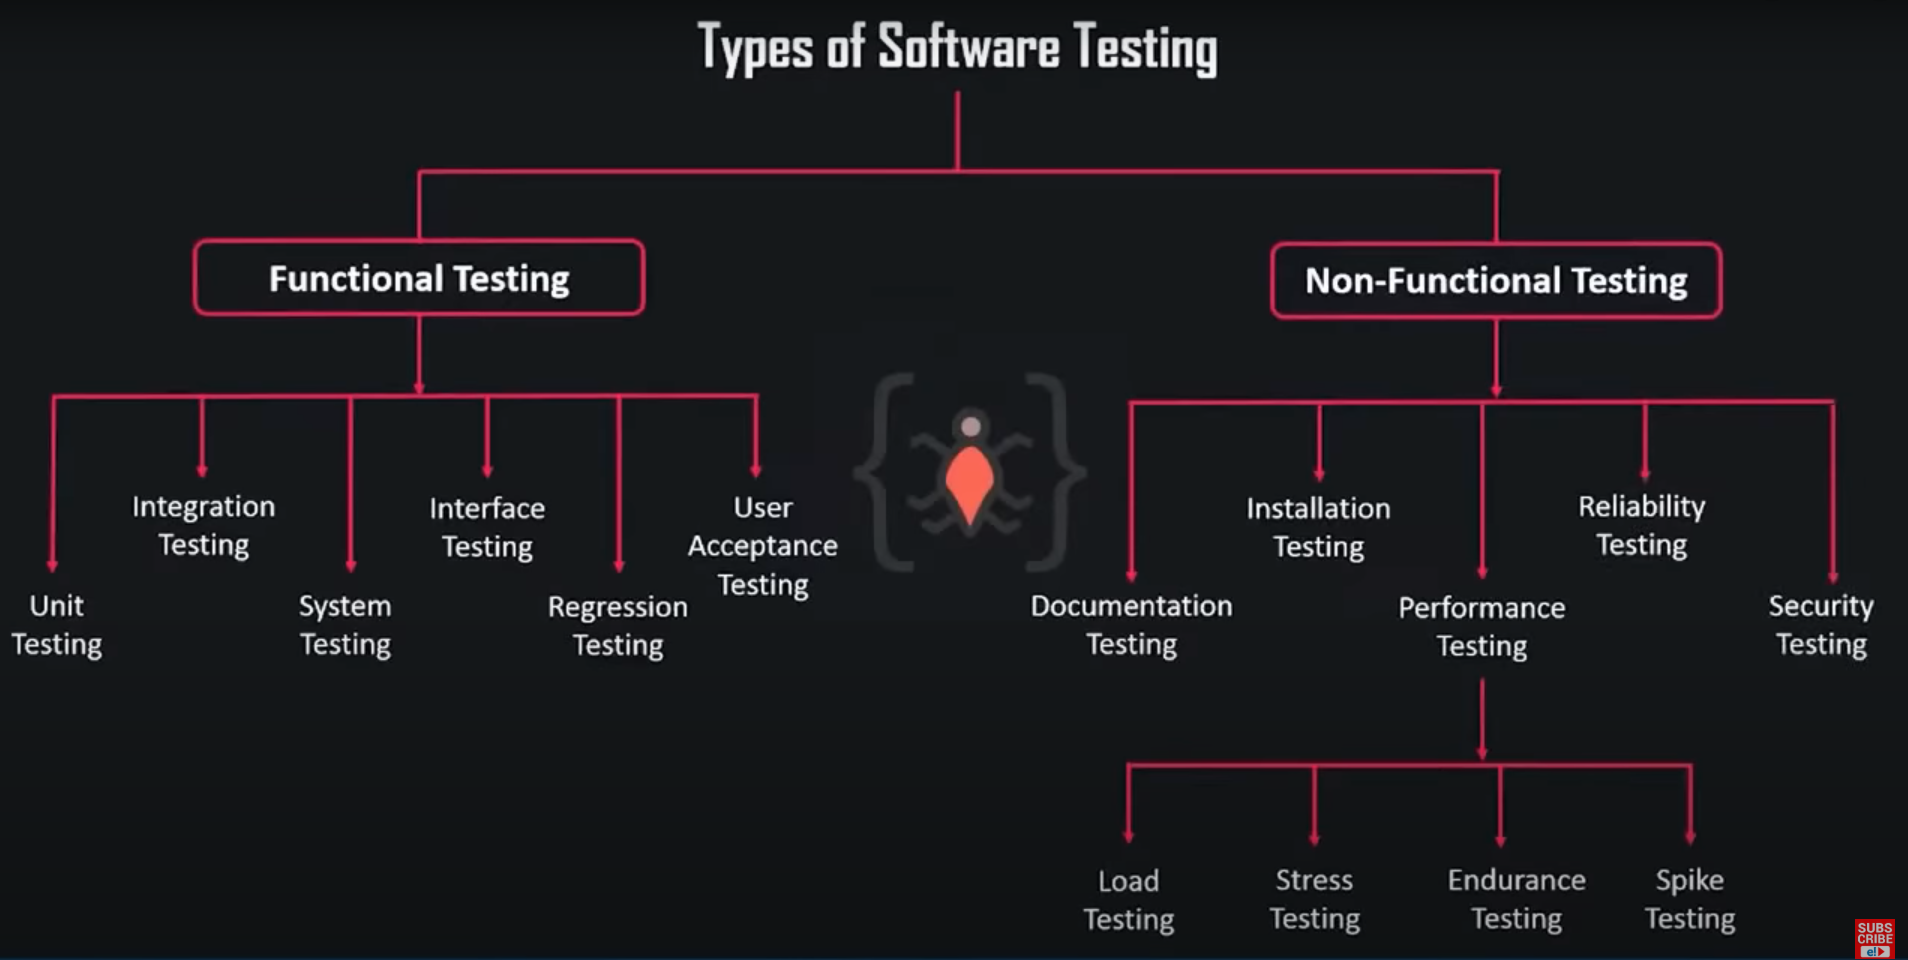 Types of Software Testing
Functional Testing
Non-Functional Testing
Unit
Testing
Integration
Testing
System
Testing
Interface
Testing
Regression
Testing
User
Acceptance
Testing
Documentation
Testing
Installation
Testing
Performance
Testing
Reliability
Testing
Security
Testing
Load
Testing
Stress
Testing
Endurance
Testing
Spike
Testing
SUBS
CRIBE
e!